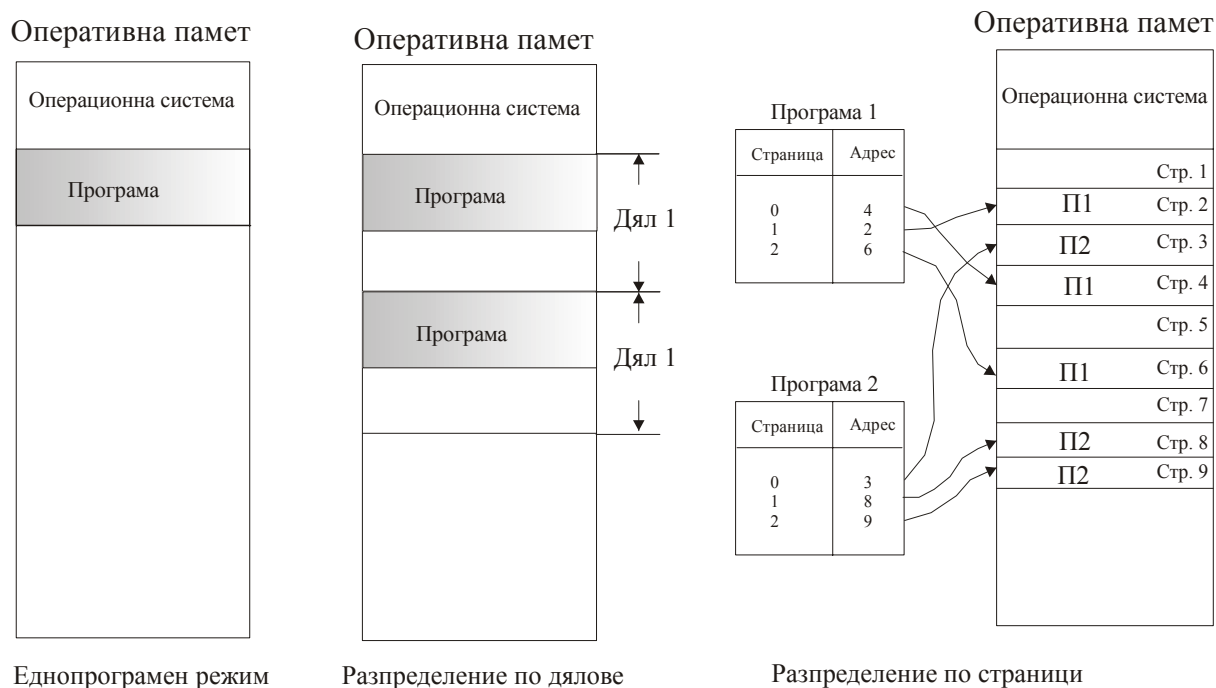 Оперативна памет
Операционна система
Програма
Еднопрограмен режим
Оперативна памет
Операционна система
Програма
Дял 1
Програма
Дял 1
Разпределение по дялове
Програма 1
Страница Адрес
0 4
1 2
2 6
Програма 2
Страница Адрес
0 3
1 8
2 9
Оперативна памет
Операционна система
Стр. 1
П1 Стр. 2
П2 Стр. 3
П1 Стр. 4
Стр. 5
П1 Стр. 6
Стр. 7
П2 Стр. 8
П2 Стр. 9
Разпределение по страници